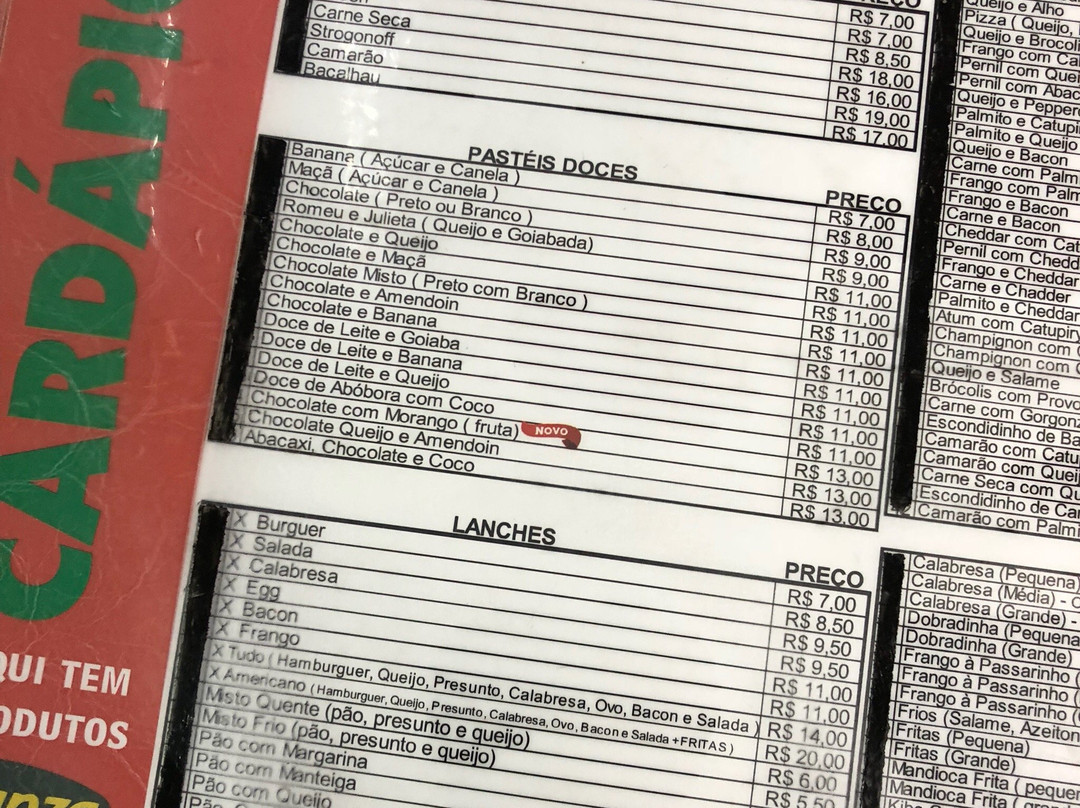 CARDÁPIO
QUI TEM
ODUTOS
PREÇO
R$ 7,00
Carne Seca R$ 7,00
Strogonoff R$ 8,50
Camarão R$ 18,00
Bacalhau R$ 16,00
R$ 19,00
R$ 17,00
PASTÉIS DOCES PREÇO
Banana ( Açúcar e Canela ) R$ 7,00
Maçã ( Açúcar e Canela ) R$ 8,00
Chocolate ( Preto ou Branco ) R$ 9,00
Romeu e Julieta ( Queijo e Goiabada) R$ 9,00
Chocolate e Queijo R$ 11,00
Chocolate e Maçã R$ 11,00
Chocolate Misto ( Preto com Branco ) R$ 11,00
Chocolate e Amendoin R$ 11,00
Chocolate e Banana R$ 11,00
Doce de Leite e Goiaba R$ 11,00
Doce de Leite e Banana R$ 11,00
Doce de Leite e Queijo R$ 11,00
Doce de Abóbora com Coco R$ 13,00
Chocolate com Morango ( fruta) NOVO R$ 13,00
Chocolate Queijo e Amendoin R$ 13,00
Abacaxi, Chocolate e Coco
LANCHES PREÇO
X Burguer R$ 7,00
X Salada R$ 8,50
X Calabresa R$ 9,50
X Egg R$ 9,50
X Bacon R$ 11,00
X Frango R$ 11,00
X Tudo ( Hamburguer, Queijo, Presunto, Calabresa, Ovo, Bacon e Salada ) R$ 14,00
X Americano ( Hamburguer, Queijo, Presunto, Calabresa, Ovo, Bacon e Salada +FRITAS ) R$ 20,00
Misto Quente (pão, presunto e queijo) R$ 6,00
Misto Frio (pão, presunto e queijo) R$ 5,50
Pão com Margarina
Pão com Manteiga
Pão com Queijo
Queijo e Alho
Pizza ( Queijo,
Queijo e Brocoli
Frango com Ca
Pernil com Que
Pernil com Abac
Queijo e Pepper
Palmito e Catupi
Palmito e Queijo
Queijo e Bacon
Carne com Palm
Frango com Palm
Frango e Bacon
Carne e Bacon
Cheddar com Cat
Pernil com Chedd
Frango e Cheddar
Carne e Chadder
Palmito e Cheddar
Atum com Catupiry
Champignon com C
Champignon com C
Queijo e Salame
Brócolis com Provo
Carne com Gorgonz
Escondidinho de Ba
Camarão com Catu
Camarão com Queij
Carne Seca com Qu
Escondidinho de Car
Camarão com Palmi
Calabresa (Pequena)
Calabresa (Média) - C
Calabresa (Grande) -
Dobradinha (Pequena
Dobradinha (Grande)
Frango à Passarinho (
Frango à Passarinho (
Frango à Passarinho (
Frios (Salame, Azeiton
Fritas (Pequena)
Fritas (Grande)
Mandioca Frita ( pequen
Mandioca Frita